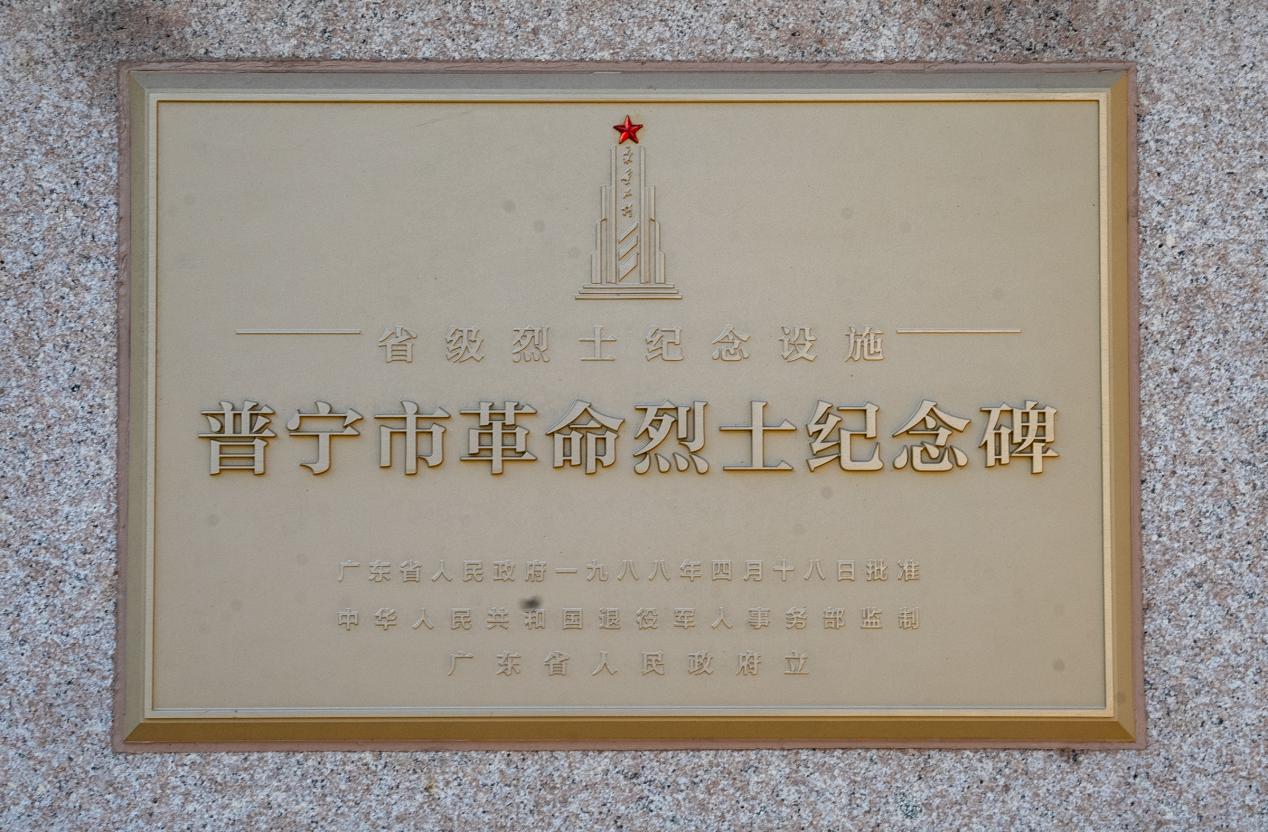 省级烈士纪念设施
普宁市革命烈士纪念碑
广东省人民政府一九八八年四月十八日批准
中华人民共和国退役军人事务部监制
广东省人民政府立